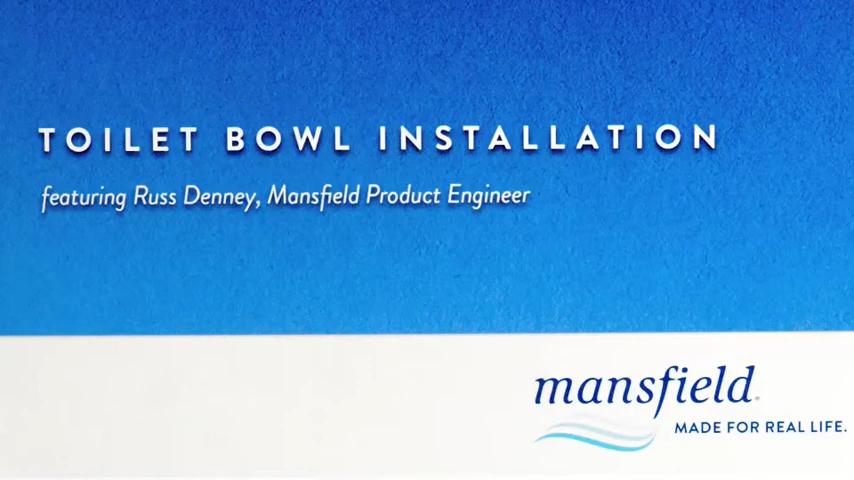 TOILET BOWL INSTALLATION
featuring Russ Denney, Mansfield Product Engineer
mansfield®
MADE FOR REAL LIFE.